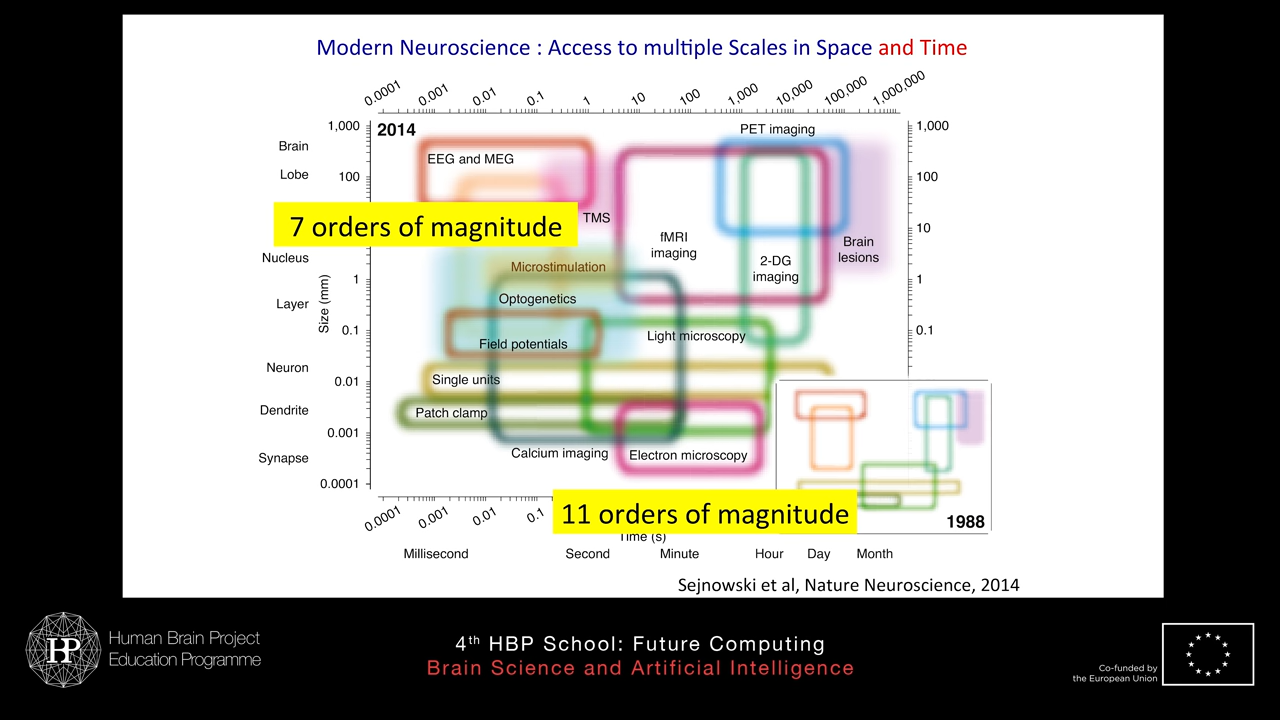 Modern Neuroscience : Access to multiple Scales in Space and Time
0.0001 0.001 0.01 0.1 1 10 100 1,000 10,000 100,000 1,000,000
2014
1,000
100
1
0.1
0.01
0.001
0.0001
Brain
Lobe
Nucleus
Layer
Neuron
Dendrite
Synapse
Size (mm)
PET imaging
EEG and MEG
TMS
7 orders of magnitude
fMRI
imaging
2-DG
imaging
Brain
lesions
Microstimulation
Optogenetics
Light microscopy
Field potentials
Single units
Patch clamp
Calcium imaging
Electron microscopy
1,000
100
10
1
0.1
1988
0.0001 0.001 0.01 0.1
11 orders of magnitude
Time (s)
Millisecond Second Minute Hour Day Month
Sejnowski et al, Nature Neuroscience, 2014
HBP
Human Brain Project
Education Programme
4th HBP School: Future Computing
Brain Science and Artificial Intelligence
Co-funded by
the European Union